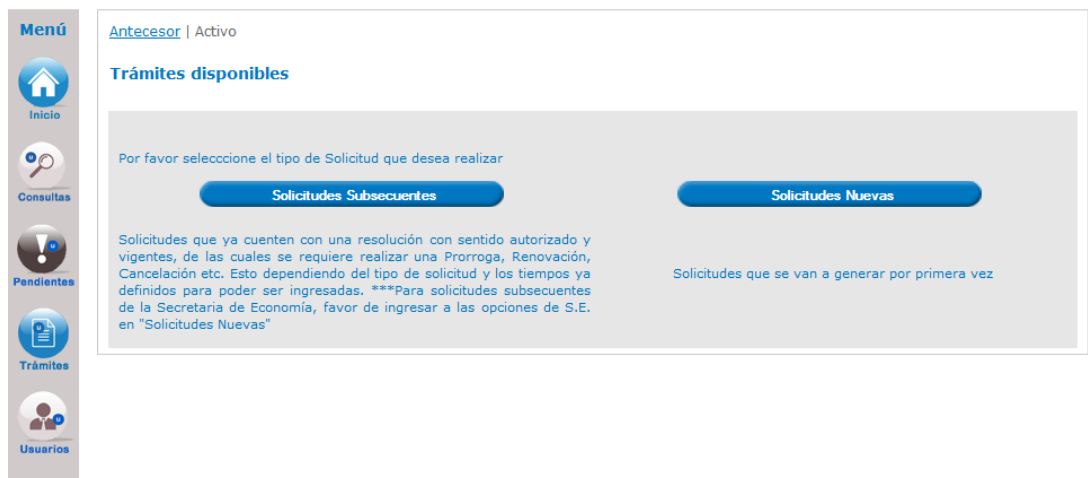 Menú
Inicio
Consultas
Pendientes
Trámites
Usuarios
Antecesor | Activo
Trámites disponibles
Por favor selecccione el tipo de Solicitud que desea realizar
Solicitudes Subsecuentes
Solicitudes que ya cuenten con una resolución con sentido autorizado y
vigentes, de las cuales se requiere realizar una Prorroga, Renovación,
Cancelación etc. Esto dependiendo del tipo de solicitud y los tiempos ya
definidos para poder ser ingresadas. ***Para solicitudes subsecuentes
de la Secretaria de Economía, favor de ingresar a las opciones de S.E.
en "Solicitudes Nuevas"
Solicitudes Nuevas
Solicitudes que se van a generar por primera vez